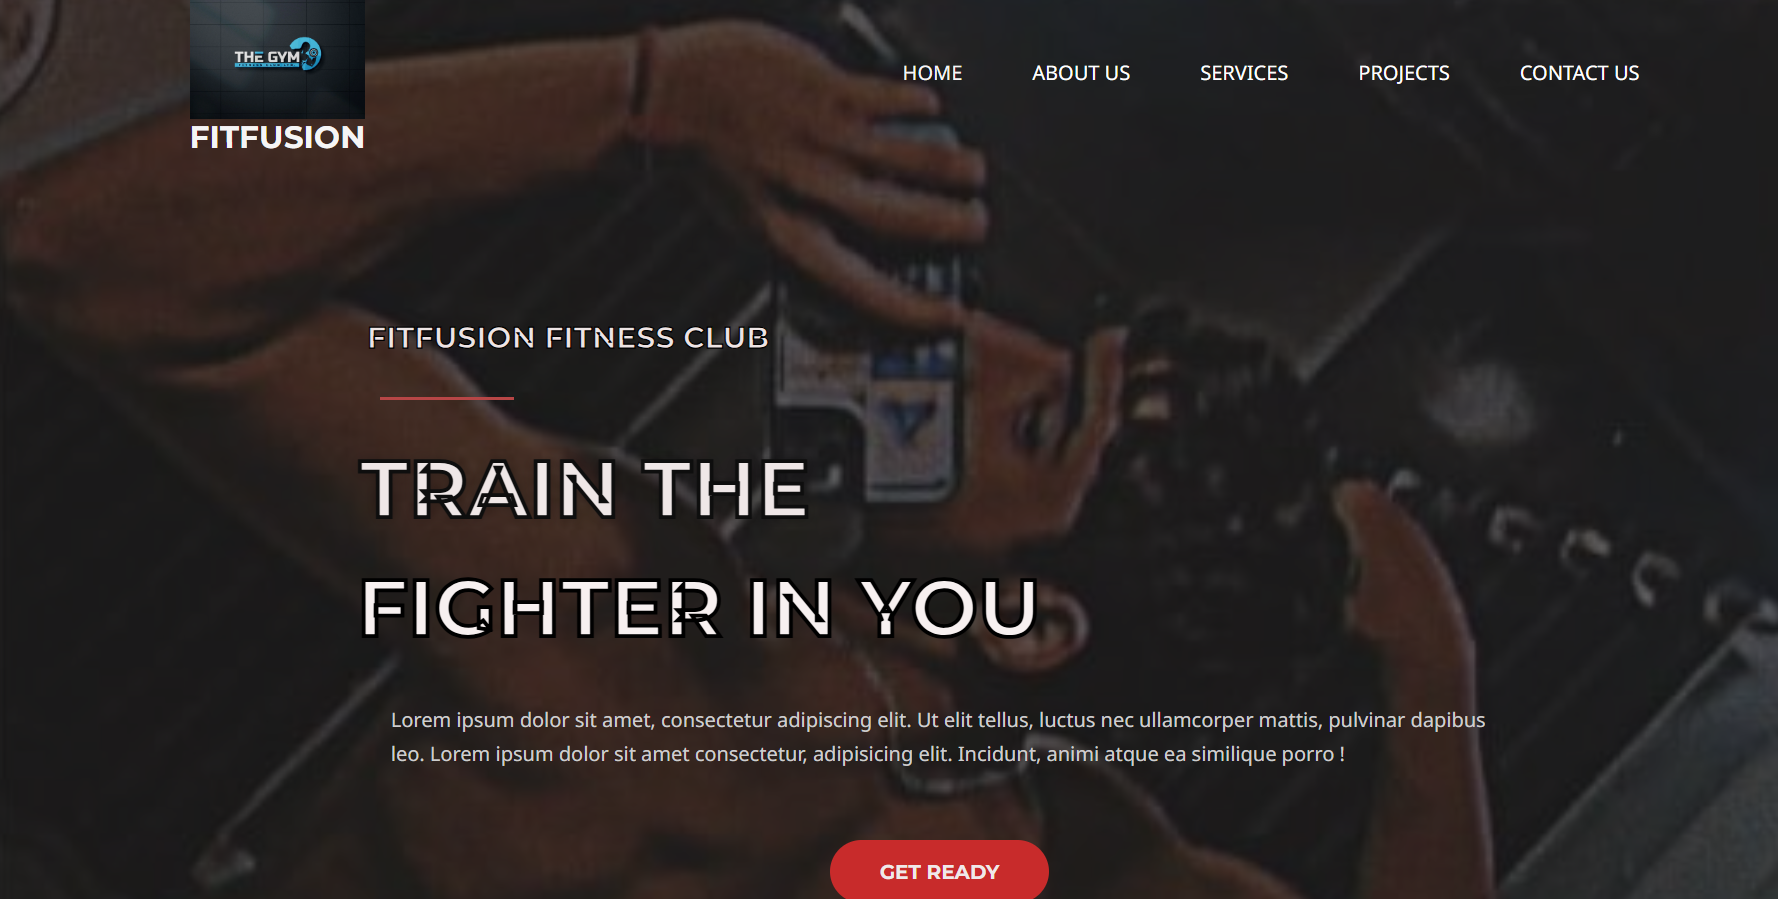 THE GYM
FITFUSION
HOME ABOUT US SERVICES PROJECTS CONTACT US
FITFUSION FITNESS CLUB
TRAIN THE
FIGHTER IN YOU
Lorem ipsum dolor sit amet, consectetur adipiscing elit. Ut elit tellus, luctus nec ullamcorper mattis, pulvinar dapibus
leo. Lorem ipsum dolor sit amet consectetur, adipisicing elit. Incidunt, animi atque ea similique porro !
GET READY